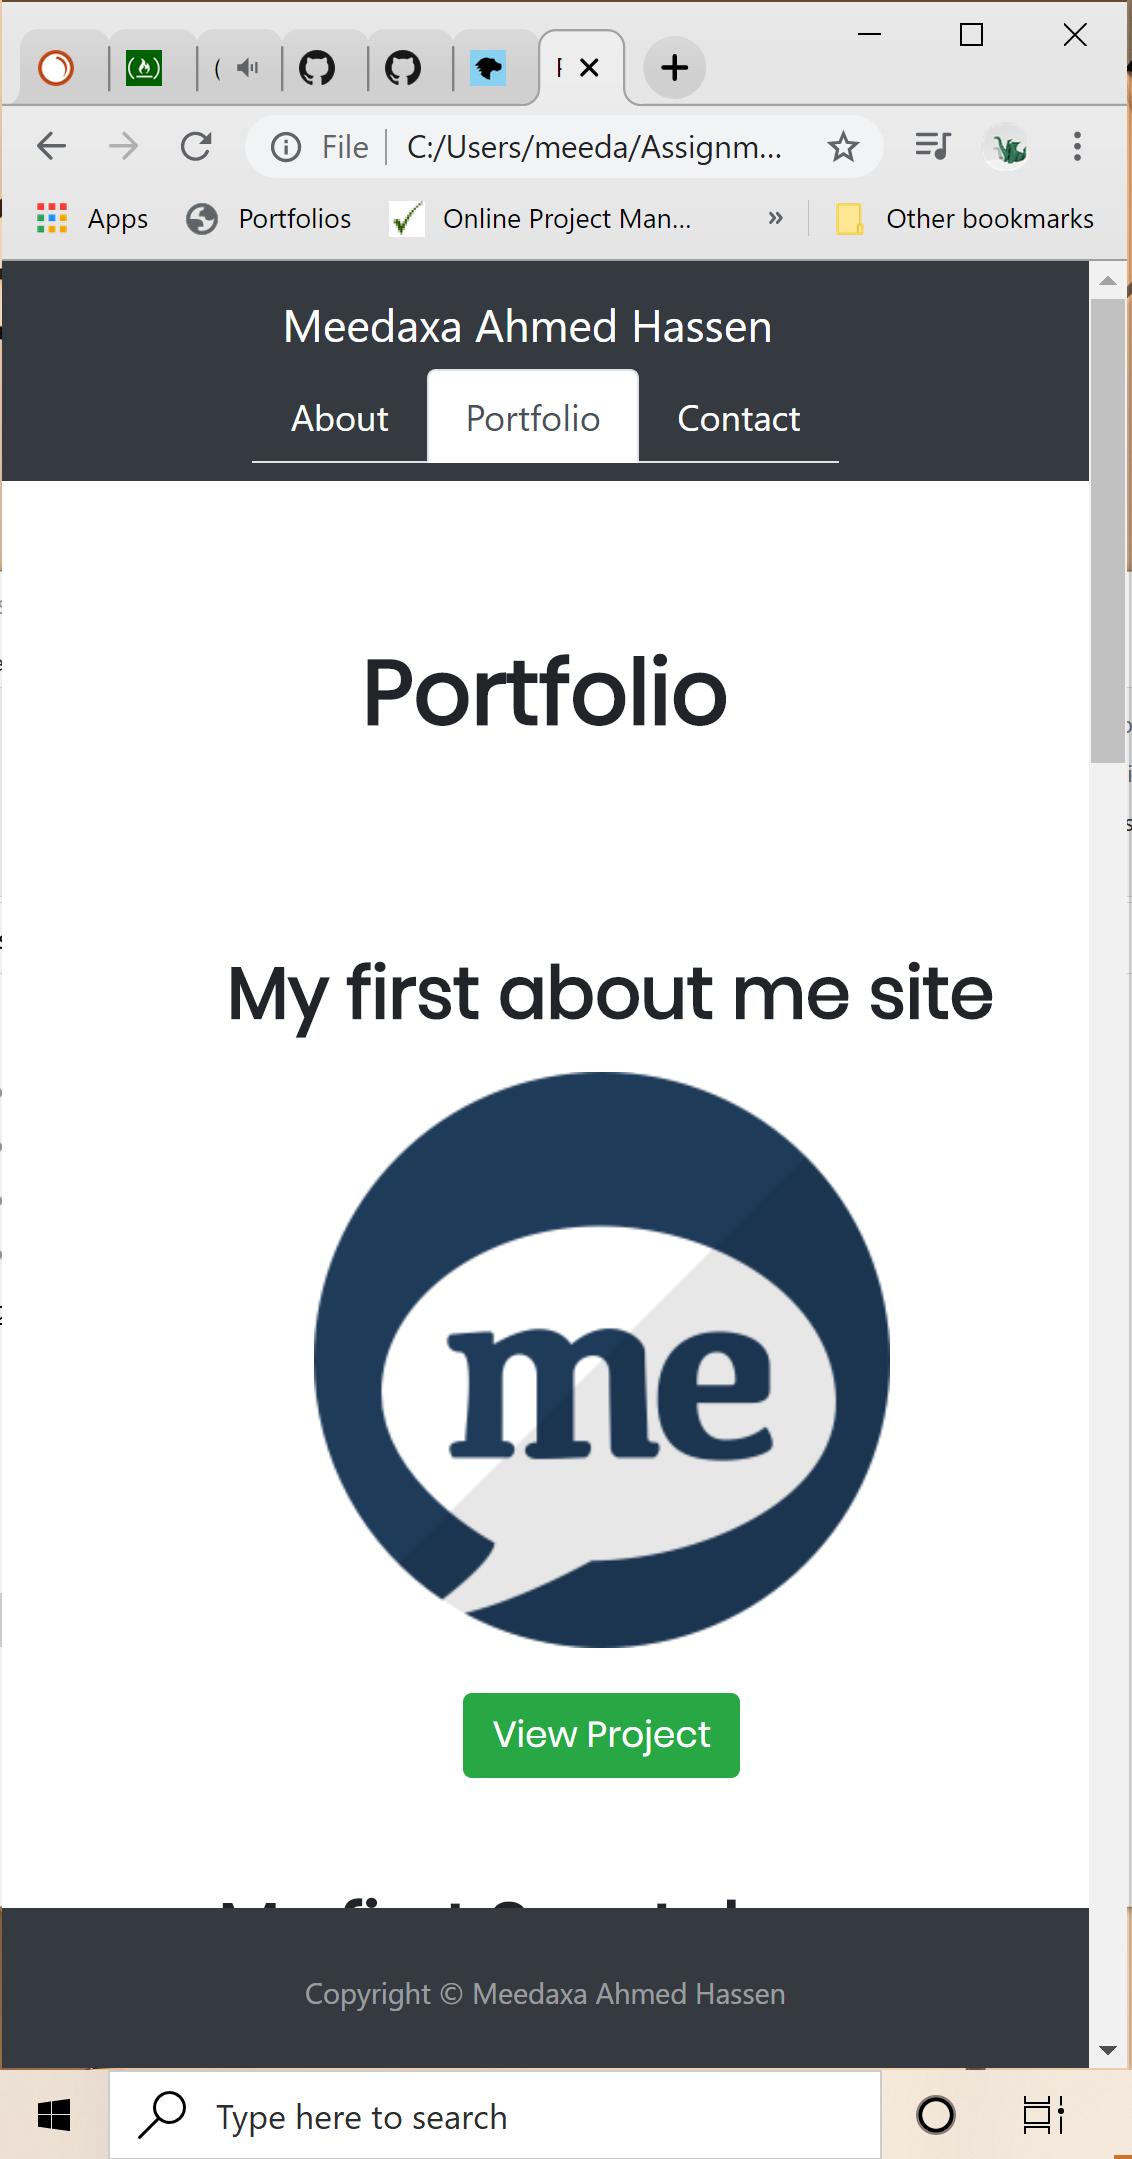 File C:/Users/meeda/Assignm...
Apps Portfolios Online Project Man... » Other bookmarks
Meedaxa Ahmed Hassen
About Portfolio Contact
Portfolio
My first about me site
me
View Project
Copyright © Meedaxa Ahmed Hassen
Type here to search